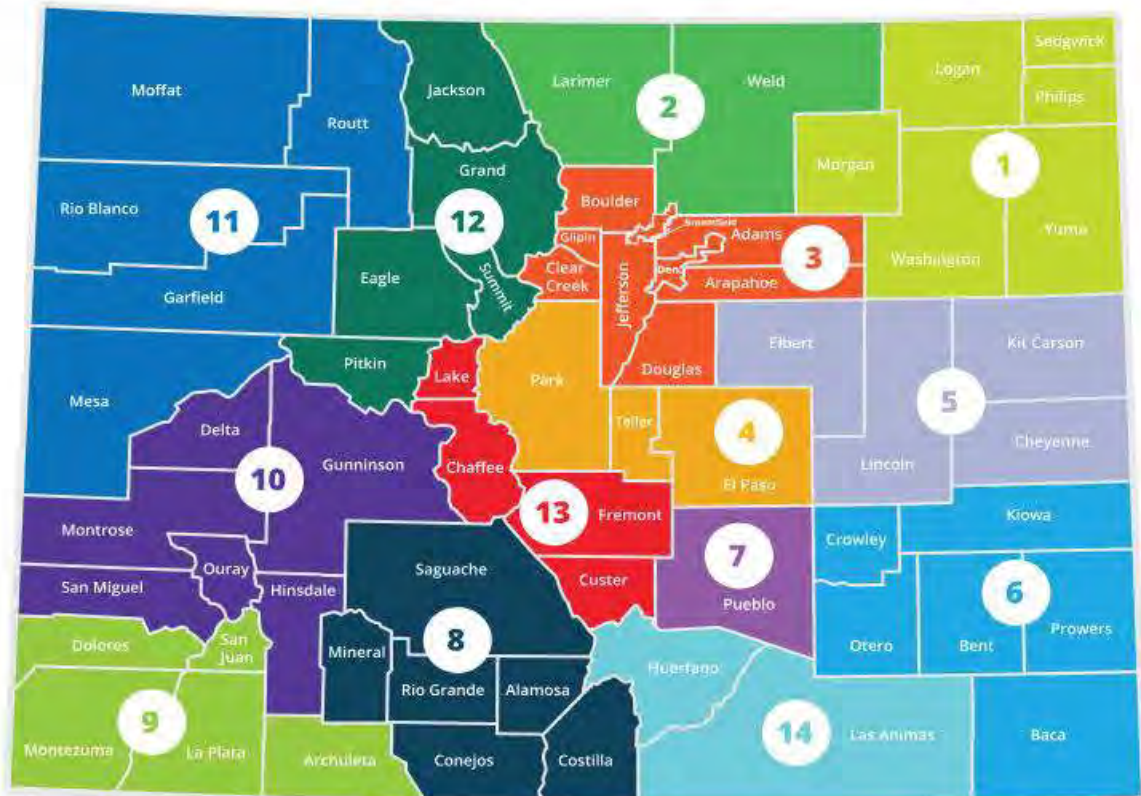 Moffat
Routt
Jackson
Larimer
2
Weld
Logan
Sedgwick
Philips
Morgan
1
Yuma
Washington
Rio Blanco
11
Garfield
Grand
12
Eagle
Summit
Pitkin
Boulder
Gilpin
Clear
Creek
Jefferson
Broomfield
Adams
3
Den.
Arapahoe
Douglas
Mesa
Lake
Park
Teller
4
El Paso
Elbert
5
Kit Carson
Cheyenne
Lincoln
Delta
10
Gunninson
Montrose
Ouray
San Miguel
Hinsdale
Chaffee
13
Fremont
Custer
7
Pueblo
Crowley
Kiowa
6
Otero
Bent
Prowers
Baca
Saguache
8
Mineral
Rio Grande
Alamosa
Conejos
Costilla
Dolores
San
Juan
9
Montezuma
La Plara
Archuleta
Huerfano
14
Las Animas